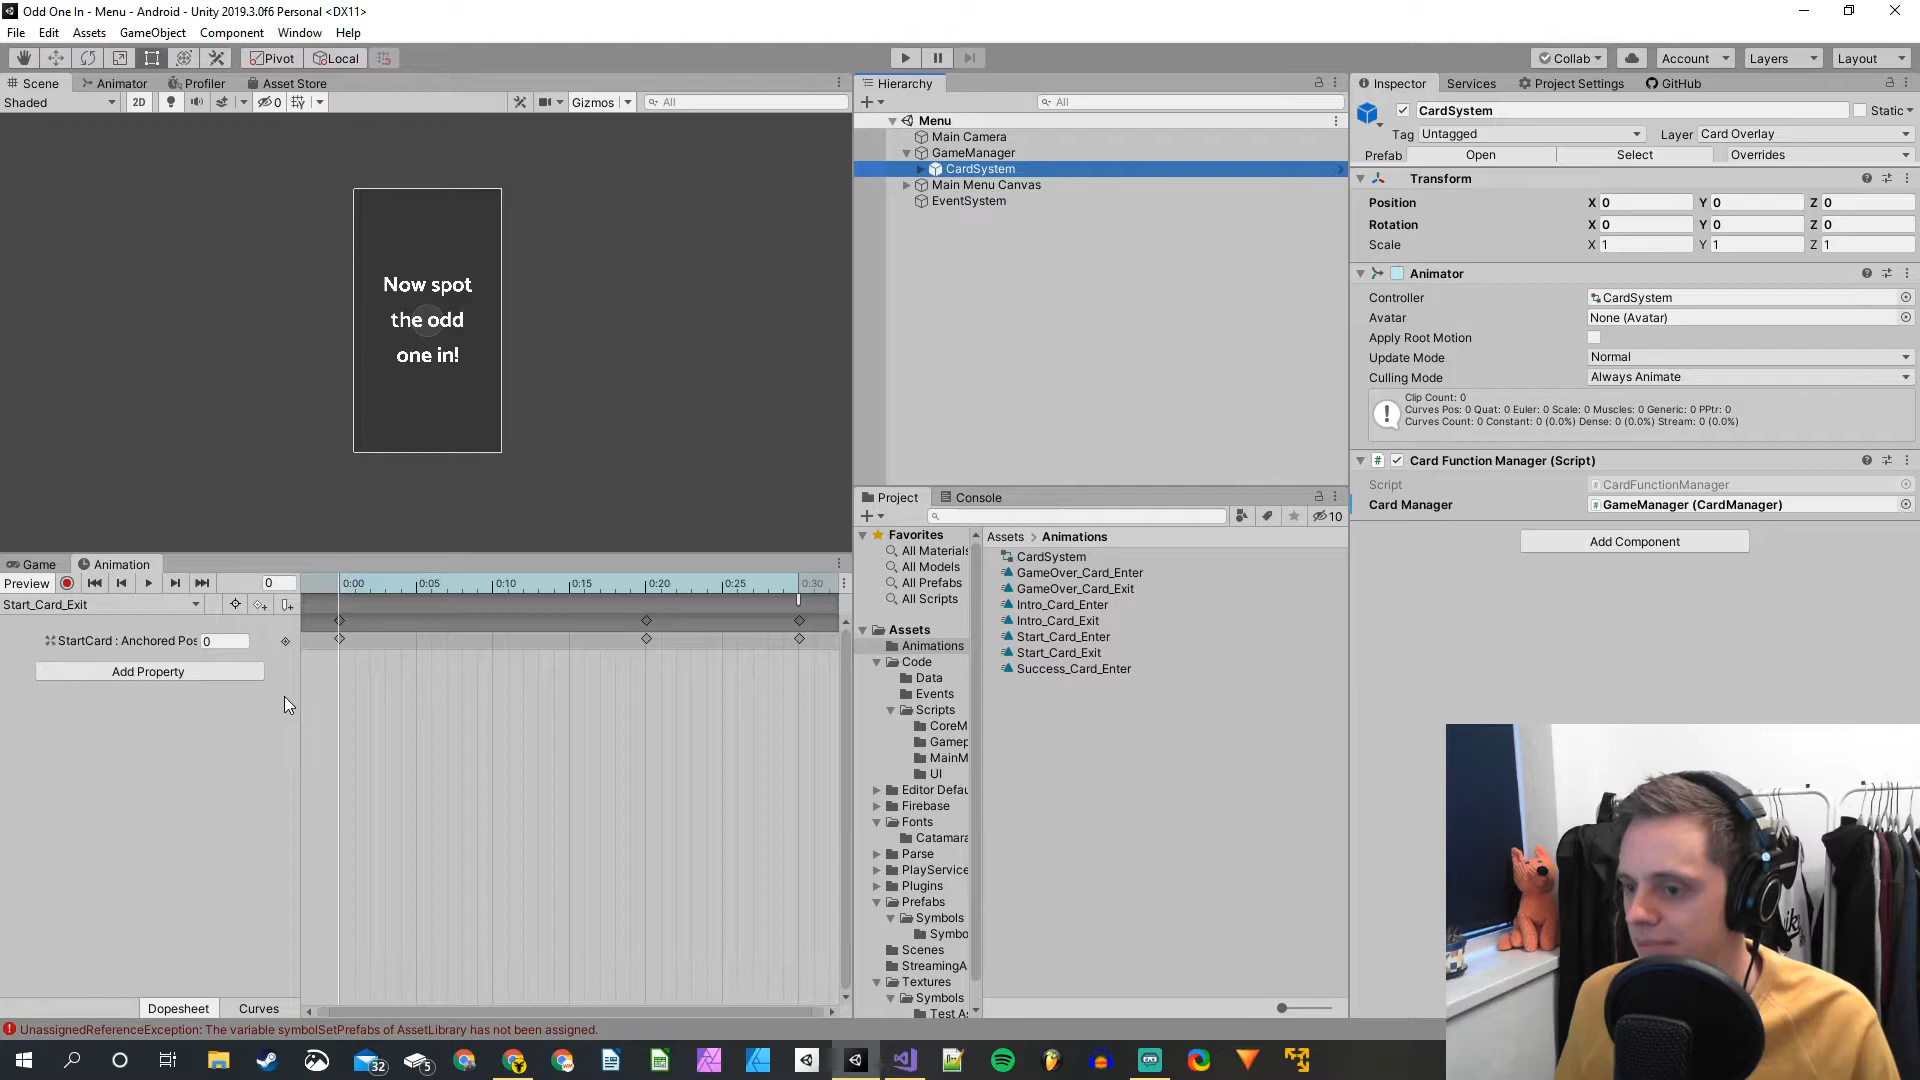 Odd One In - Menu - Android - Unity 2019.3.0f6 Personal <DX11>
File Edit Assets GameObject Component Window Help
Pivot Local Collab Account Layers Layout
Scene Animator Profiler Asset Store
Shaded 2D 0 Gizmos All
Now spot
the odd
one in!
Hierarchy
All
Menu
Main Camera
GameManager
CardSystem
Main Menu Canvas
EventSystem
Inspector Services Project Settings GitHub
CardSystem Static
Tag Untagged Layer Card Overlay
Prefab Open Select Overrides
Transform
Position X 0 Y 0 Z 0
Rotation X 0 Y 0 Z 0
Scale X 1 Y 1 Z 1
Animator
Controller CardSystem
Avatar None (Avatar)
Apply Root Motion
Update Mode Normal
Culling Mode Always Animate
Clip Count: 0
Curves Pos: 0 Quat: 0 Euler: 0 Scale: 0 Muscles: 0 Generic: 0 PPtr: 0
Curves Count: 0 Constant: 0 (0.0%) Dense: 0 (0.0%) Stream: 0 (0.0%)
Card Function Manager (Script)
Script CardFunctionManager
Card Manager GameManager (CardManager)
Add Component
Game Animation
Preview 0 0:00 0:05 0:10 0:15 0:20 0:25 0:30
Start_Card_Exit
StartCard : Anchored Pos 0
Add Property
Dopesheet Curves
Project Console
10
Favorites
All Materials
All Models
All Prefabs
All Scripts
Assets
Animations
Code
Data
Events
Scripts
CoreM
Gamep
MainM
UI
Editor Defau
Firebase
Fonts
Catamara
Parse
PlayService
Plugins
Prefabs
Symbols
Symbo
Scenes
StreamingA
Textures
Symbols
Test A
Assets > Animations
CardSystem
GameOver_Card_Enter
GameOver_Card_Exit
Intro_Card_Enter
Intro_Card_Exit
Start_Card_Enter
Start_Card_Exit
Success_Card_Enter
UnassignedReferenceException: The variable symbolSetPrefabs of AssetLibrary has not been assigned.
32
5